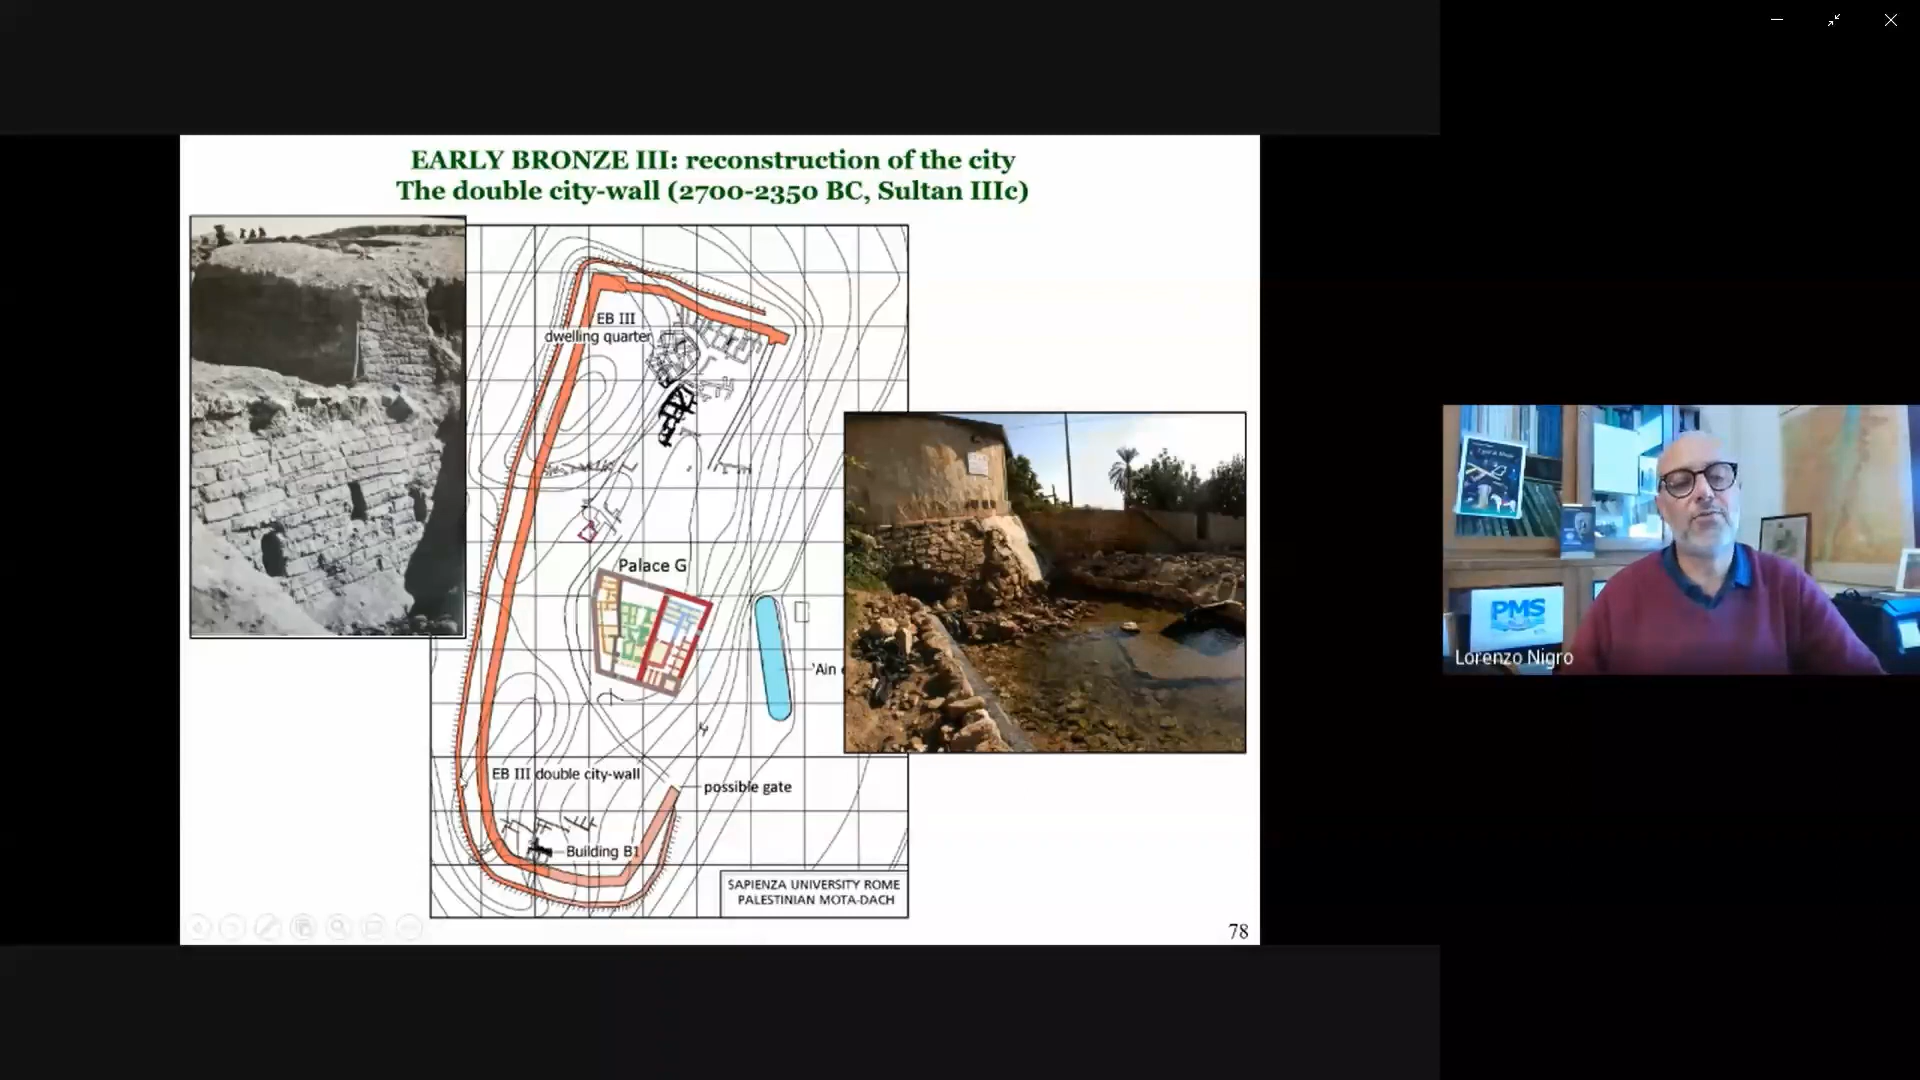 EARLY BRONZE III: reconstruction of the city
The double city-wall (2700-2350 BC, Sultan IIIc)
EB III
dwelling quarter
Palace G
'Ain
EB III double city-wall
possible gate
Building B1
SAPIENZA UNIVERSITY ROME
PALESTINIAN MOTA-DACH
78
PMS
Lorenzo Nigro